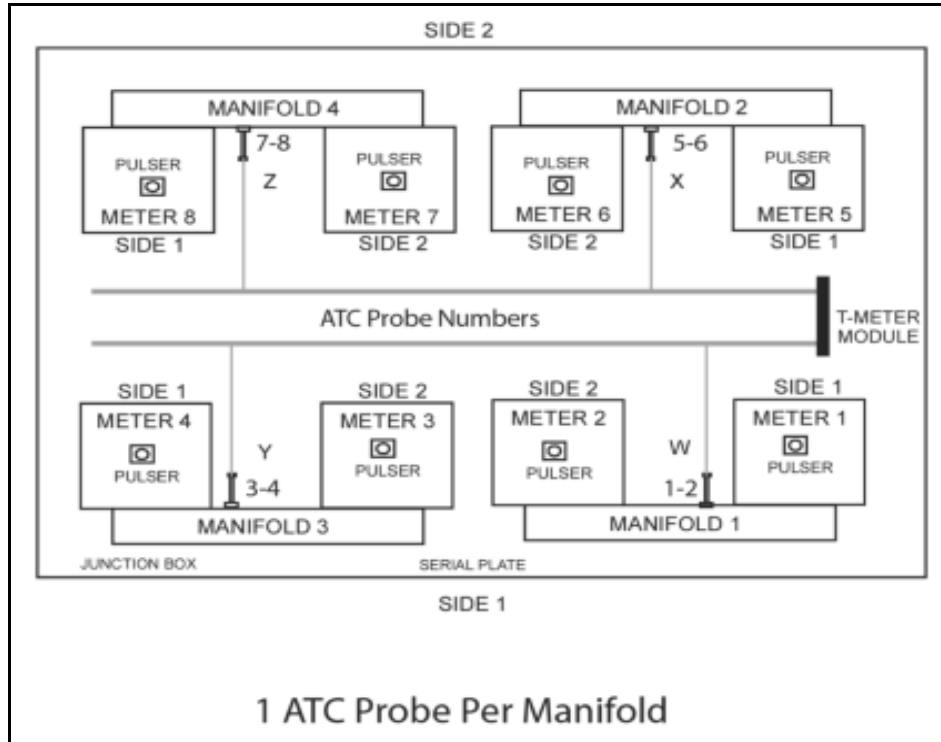 SIDE 2
MANIFOLD 4
MANIFOLD 2
7-8
5-6
PULSER
PULSER
PULSER
PULSER
Z
X
METER 8
METER 7
METER 6
METER 5
SIDE 1
SIDE 2
SIDE 2
SIDE 1
ATC Probe Numbers
T-METER
MODULE
SIDE 1
SIDE 2
SIDE 2
SIDE 1
METER 4
METER 3
METER 2
METER 1
Y
W
PULSER
PULSER
PULSER
PULSER
3-4
1-2
MANIFOLD 3
MANIFOLD 1
JUNCTION BOX
SERIAL PLATE
SIDE 1
1 ATC Probe Per Manifold